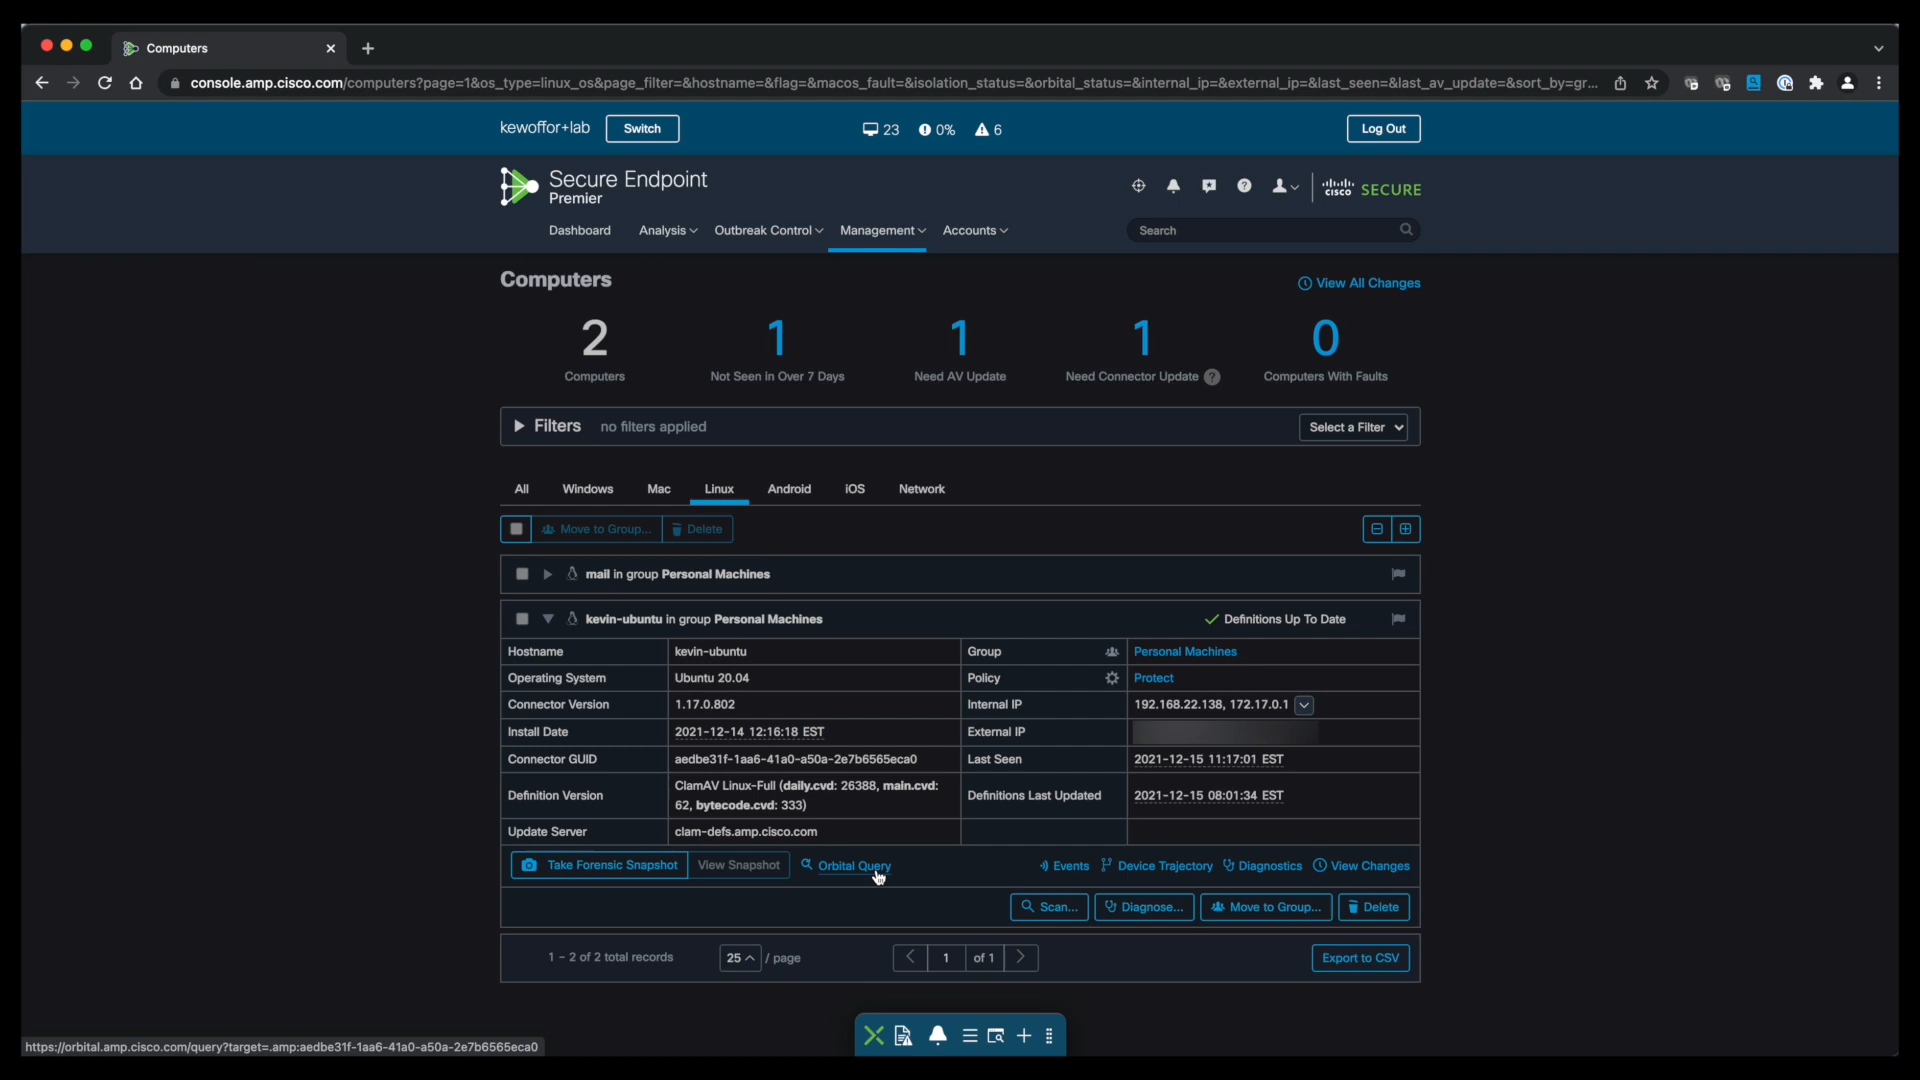 Computers
console.amp.cisco.com/computers?page=1&os_type=linux_os&page_filter=&hostname=&flag=&macos_fault=&isolation_status=&orbital_status=&internal_ip=&external_ip=&last_seen=&last_av_update=&sort_by=gr...
kewoffor+lab
Switch
23
0%
6
Log Out
Secure Endpoint
Premier
cisco SECURE
Dashboard
Analysis
Outbreak Control
Management
Accounts
Search
Computers
View All Changes
2
1
1
1
0
Computers
Not Seen in Over 7 Days
Need AV Update
Need Connector Update ?
Computers With Faults
Filters no filters applied
Select a Filter
All
Windows
Mac
Linux
Android
iOS
Network
Move to Group...
Delete
mail in group Personal Machines
kevin-ubuntu in group Personal Machines
Definitions Up To Date
Hostname
kevin-ubuntu
Group
Personal Machines
Operating System
Ubuntu 20.04
Policy
Protect
Connector Version
1.17.0.802
Internal IP
192.168.22.138, 172.17.0.1
Install Date
2021-12-14 12:16:18 EST
External IP
Connector GUID
aedbe31f-1aa6-41a0-a50a-2e7b6565eca0
Last Seen
2021-12-15 11:17:01 EST
Definition Version
ClamAV Linux-Full (daily.cvd: 26388, main.cvd:
62, bytecode.cvd: 333)
Definitions Last Updated
2021-12-15 08:01:34 EST
Update Server
clam-defs.amp.cisco.com
Take Forensic Snapshot
View Snapshot
Orbital Query
Events
Device Trajectory
Diagnostics
View Changes
Scan...
Diagnose...
Move to Group...
Delete
1 – 2 of 2 total records
25
/ page
1
of 1
Export to CSV
https://orbital.amp.cisco.com/query?target=.amp:aedbe31f-1aa6-41a0-a50a-2e7b6565eca0